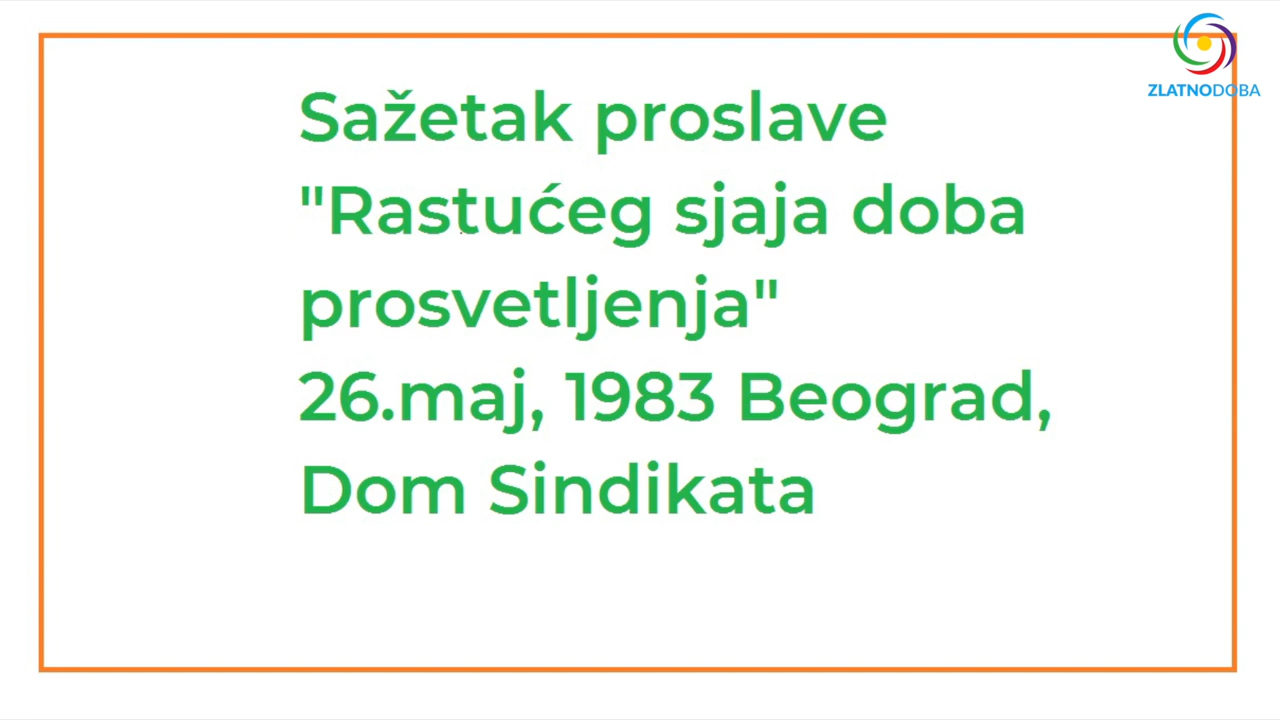 ZLATNODOBA
Sažetak proslave
"Rastućeg sjaja doba
prosvetljenja"
26.maj, 1983 Beograd,
Dom Sindikata